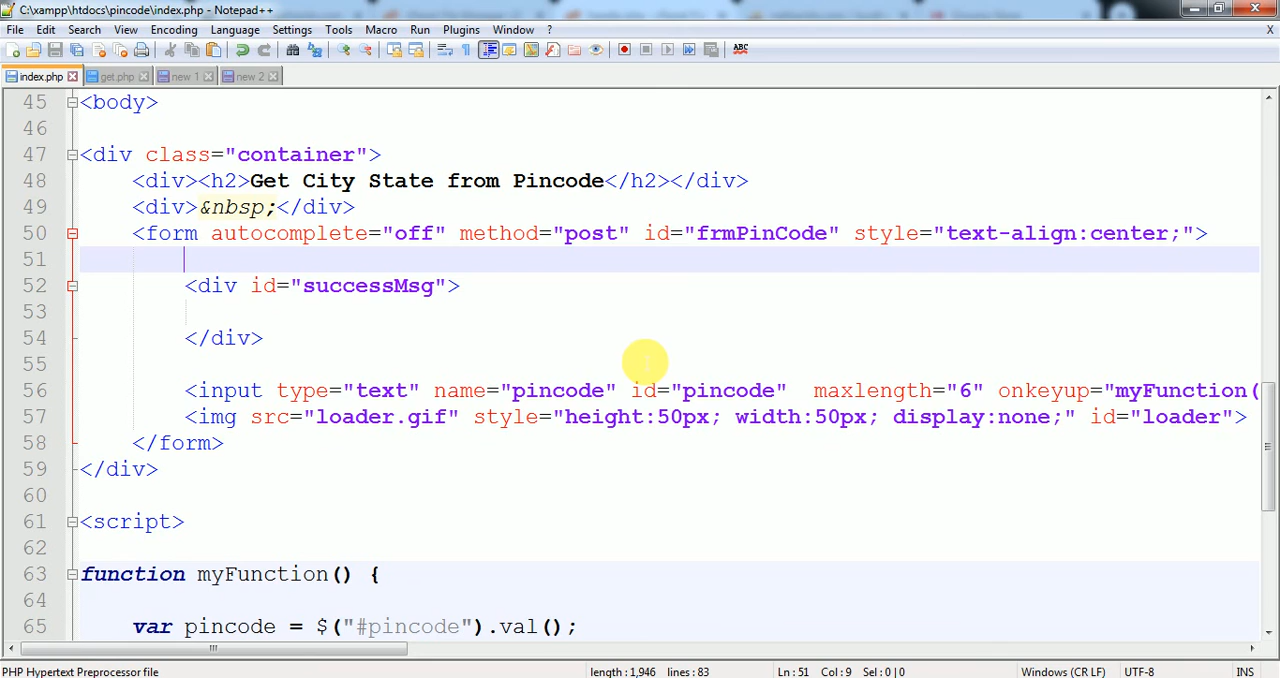 C:\xampp\htdocs\pincode\index.php - Notepad++
File Edit Search View Encoding Language Settings Tools Macro Run Plugins Window ? X
ABC
index.php get.php new 1 new 2
45 <body>
46
47 <div class="container">
48 <div><h2>Get City State from Pincode</h2></div>
49 <div>&nbsp;</div>
50 <form autocomplete="off" method="post" id="frmPinCode" style="text-align:center;">
51
52 <div id="successMsg">
53
54 </div>
55
56 <input type="text" name="pincode" id="pincode" maxlength="6" onkeyup="myFunction(
57 <img src="loader.gif" style="height:50px; width:50px; display:none;" id="loader">
58 </form>
59 </div>
60
61 <script>
62
63 function myFunction() {
64
65 var pincode = $("#pincode").val();
PHP Hypertext Preprocessor file length : 1,946 lines : 83 Ln : 51 Col : 9 Sel : 0 | 0 Windows (CR LF) UTF-8 INS